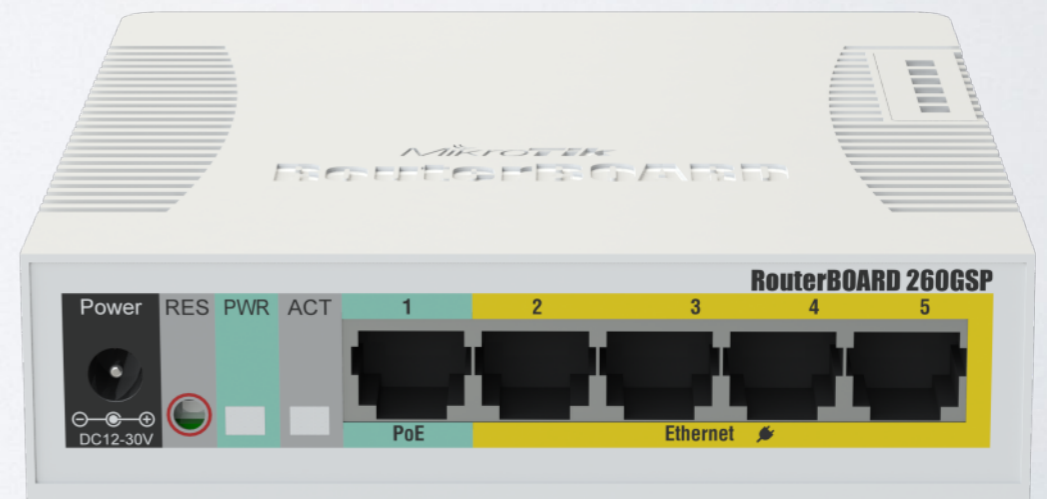 MikroTik
RouterBOARD
RouterBOARD 260GSP
Power RES PWR ACT 1 2 3 4 5
DC12-30V
PoE Ethernet